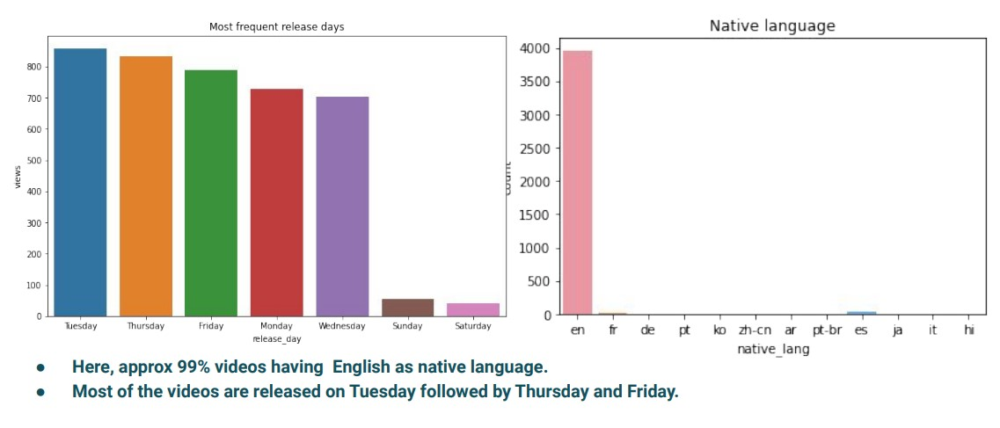 Most frequent release days
views
800
700
600
500
400
300
200
100
0
Tuesday Thursday Friday Monday Wednesday Sunday Saturday
release_day
Native language
count
4000
3500
3000
2500
2000
1500
1000
500
0
en fr de pt ko zh-cn ar pt-br es ja it hi
native_lang
● Here, approx 99% videos having English as native language.
● Most of the videos are released on Tuesday followed by Thursday and Friday.